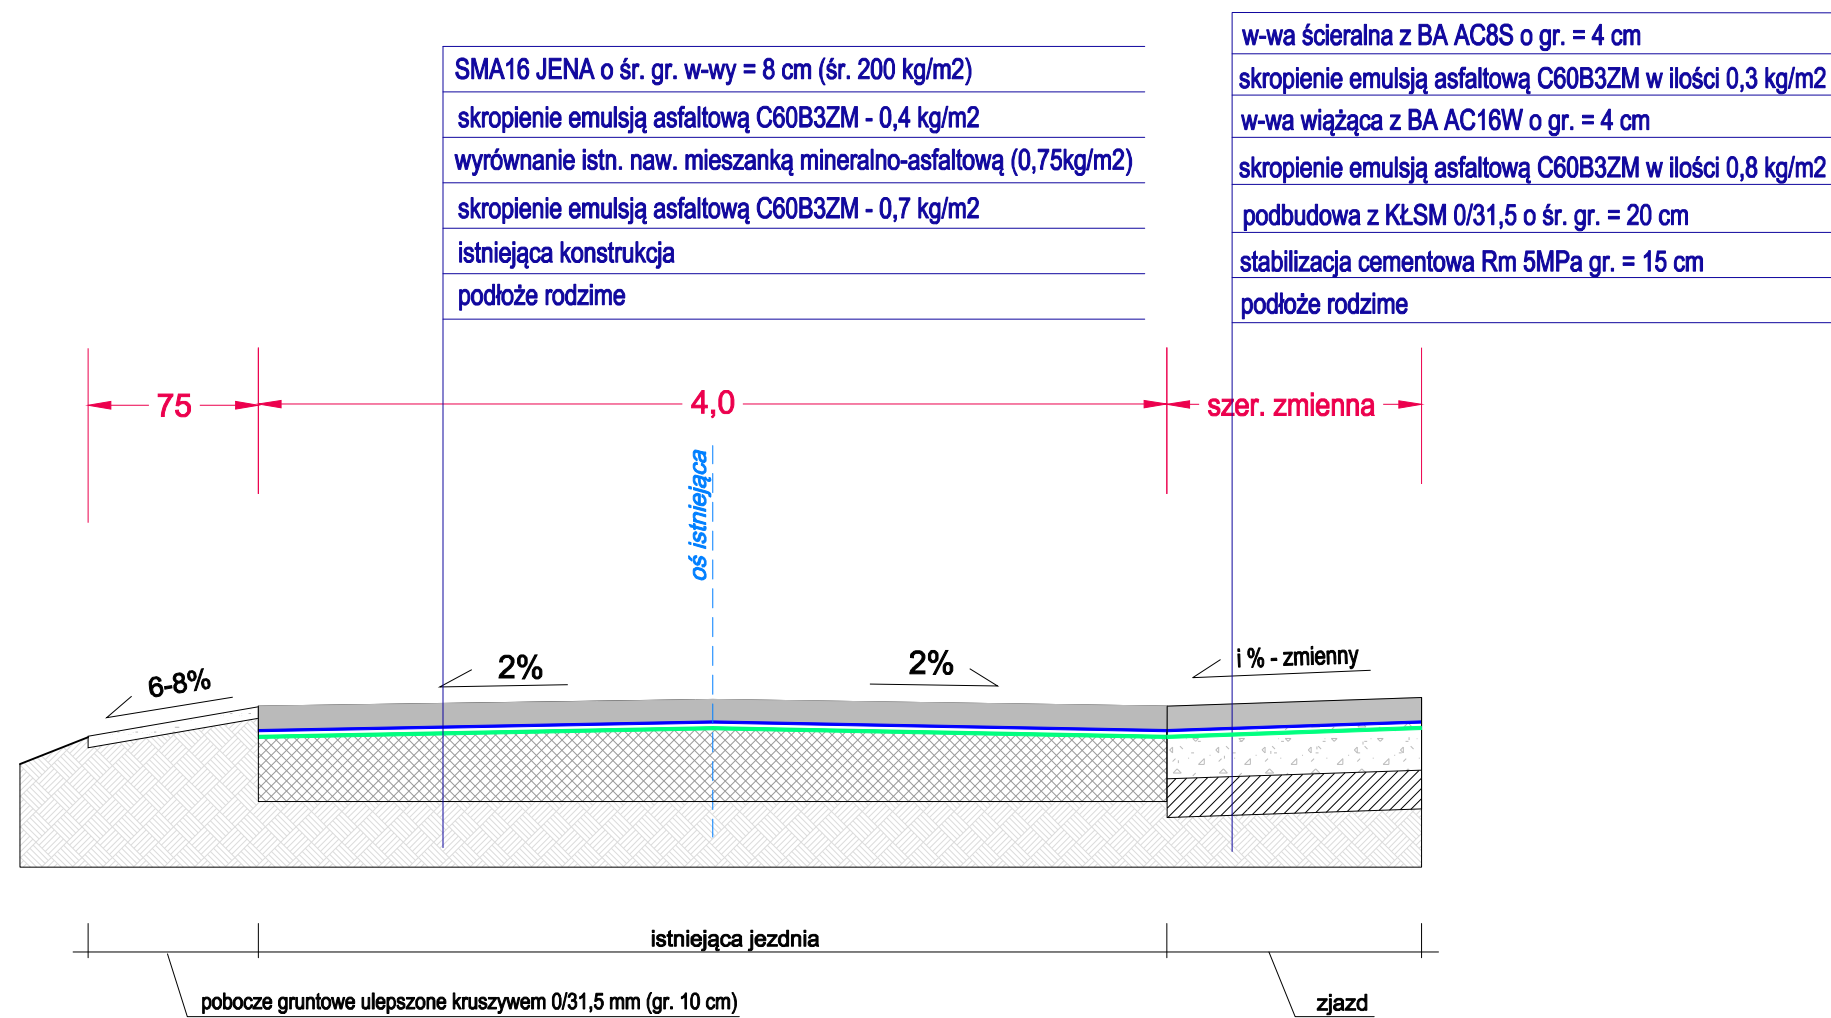 SMA16 JENA o śr. gr. w-wy = 8 cm (śr. 200 kg/m2)
skropienie emulsją asfaltową C60B3ZM - 0,4 kg/m2
wyrównanie istn. naw. mieszanką mineralno-asfaltową (0,75kg/m2)
skropienie emulsją asfaltową C60B3ZM - 0,7 kg/m2
istniejąca konstrukcja
podłoże rodzime
w-wa ścieralna z BA AC8S o gr. = 4 cm
skropienie emulsją asfaltową C60B3ZM w ilości 0,3 kg/m2
w-wa wiążąca z BA AC16W o gr. = 4 cm
skropienie emulsją asfaltową C60B3ZM w ilości 0,8 kg/m2
podbudowa z KŁSM 0/31,5 o śr. gr. = 20 cm
stabilizacja cementowa Rm 5MPa gr. = 15 cm
podłoże rodzime
75
4,0
szer. zmienna
oś istniejąca
6-8%
2%
2%
i % - zmienny
istniejąca jezdnia
pobocze gruntowe ulepszone kruszywem 0/31,5 mm (gr. 10 cm)
zjazd